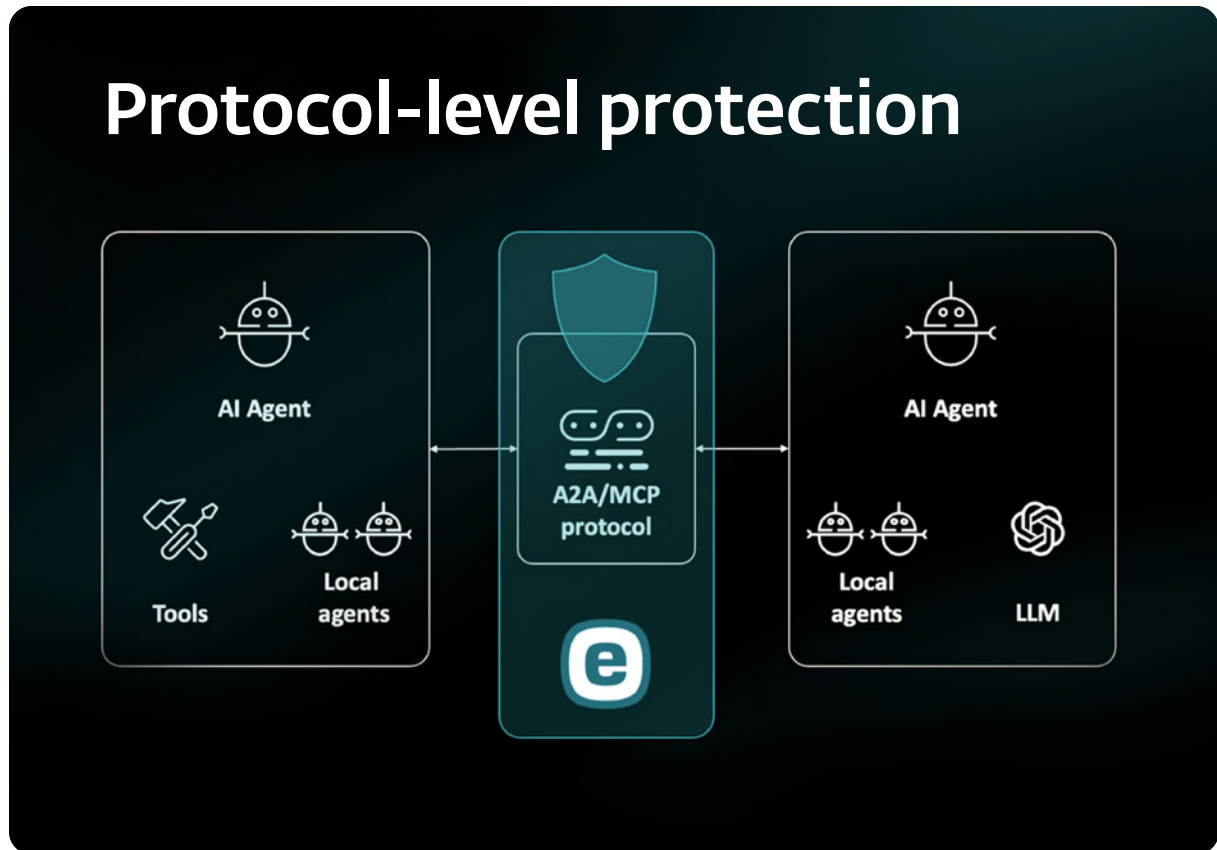 Protocol-level protection
AI Agent
Tools
Local
agents
A2A/MCP
protocol
e
AI Agent
Local
agents
LLM